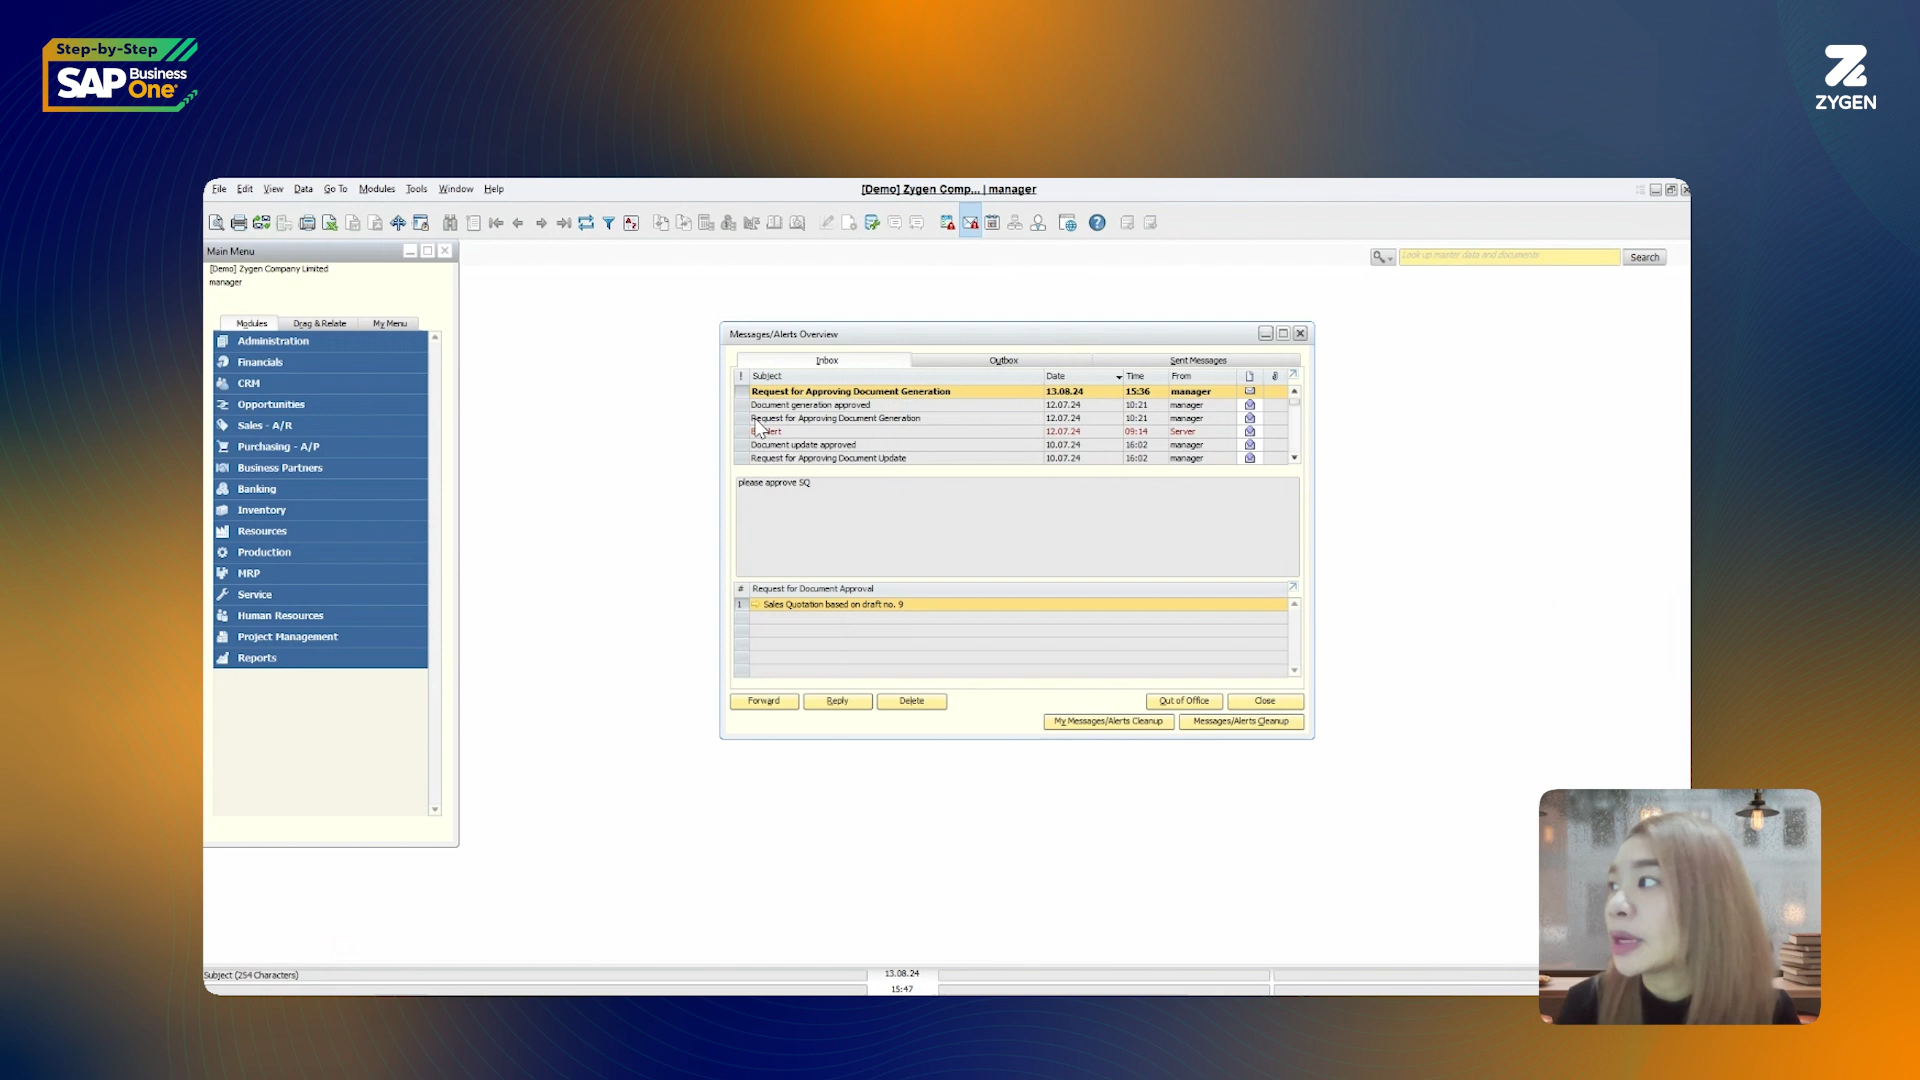 Step-by-Step
SAP Business One
ZYGEN
File Edit View Data Go To Modules Tools Window Help
[Demo] Zygen Comp... | manager
Main Menu
[Demo] Zygen Company Limited
manager
Modules Drag & Relate My Menu
Administration
Financials
CRM
Opportunities
Sales - A/R
Purchasing - A/P
Business Partners
Banking
Inventory
Resources
Production
MRP
Service
Human Resources
Project Management
Reports
Look up master data and documents Search
Messages/Alerts Overview
Inbox Outbox Sent Messages
! Subject Date Time From
Request for Approving Document Generation 13.08.24 15:36 manager
Document generation approved 12.07.24 10:21 manager
Request for Approving Document Generation 12.07.24 10:21 manager
12.07.24 09:14 Server
Document update approved 10.07.24 16:02 manager
Request for Approving Document Update 10.07.24 16:02 manager
please approve SQ
# Request for Document Approval
1 Sales Quotation based on draft no. 9
Forward Reply Delete Out of Office Close
My Messages/Alerts Cleanup Messages/Alerts Cleanup
Subject (254 Characters)
13.08.24
15:47